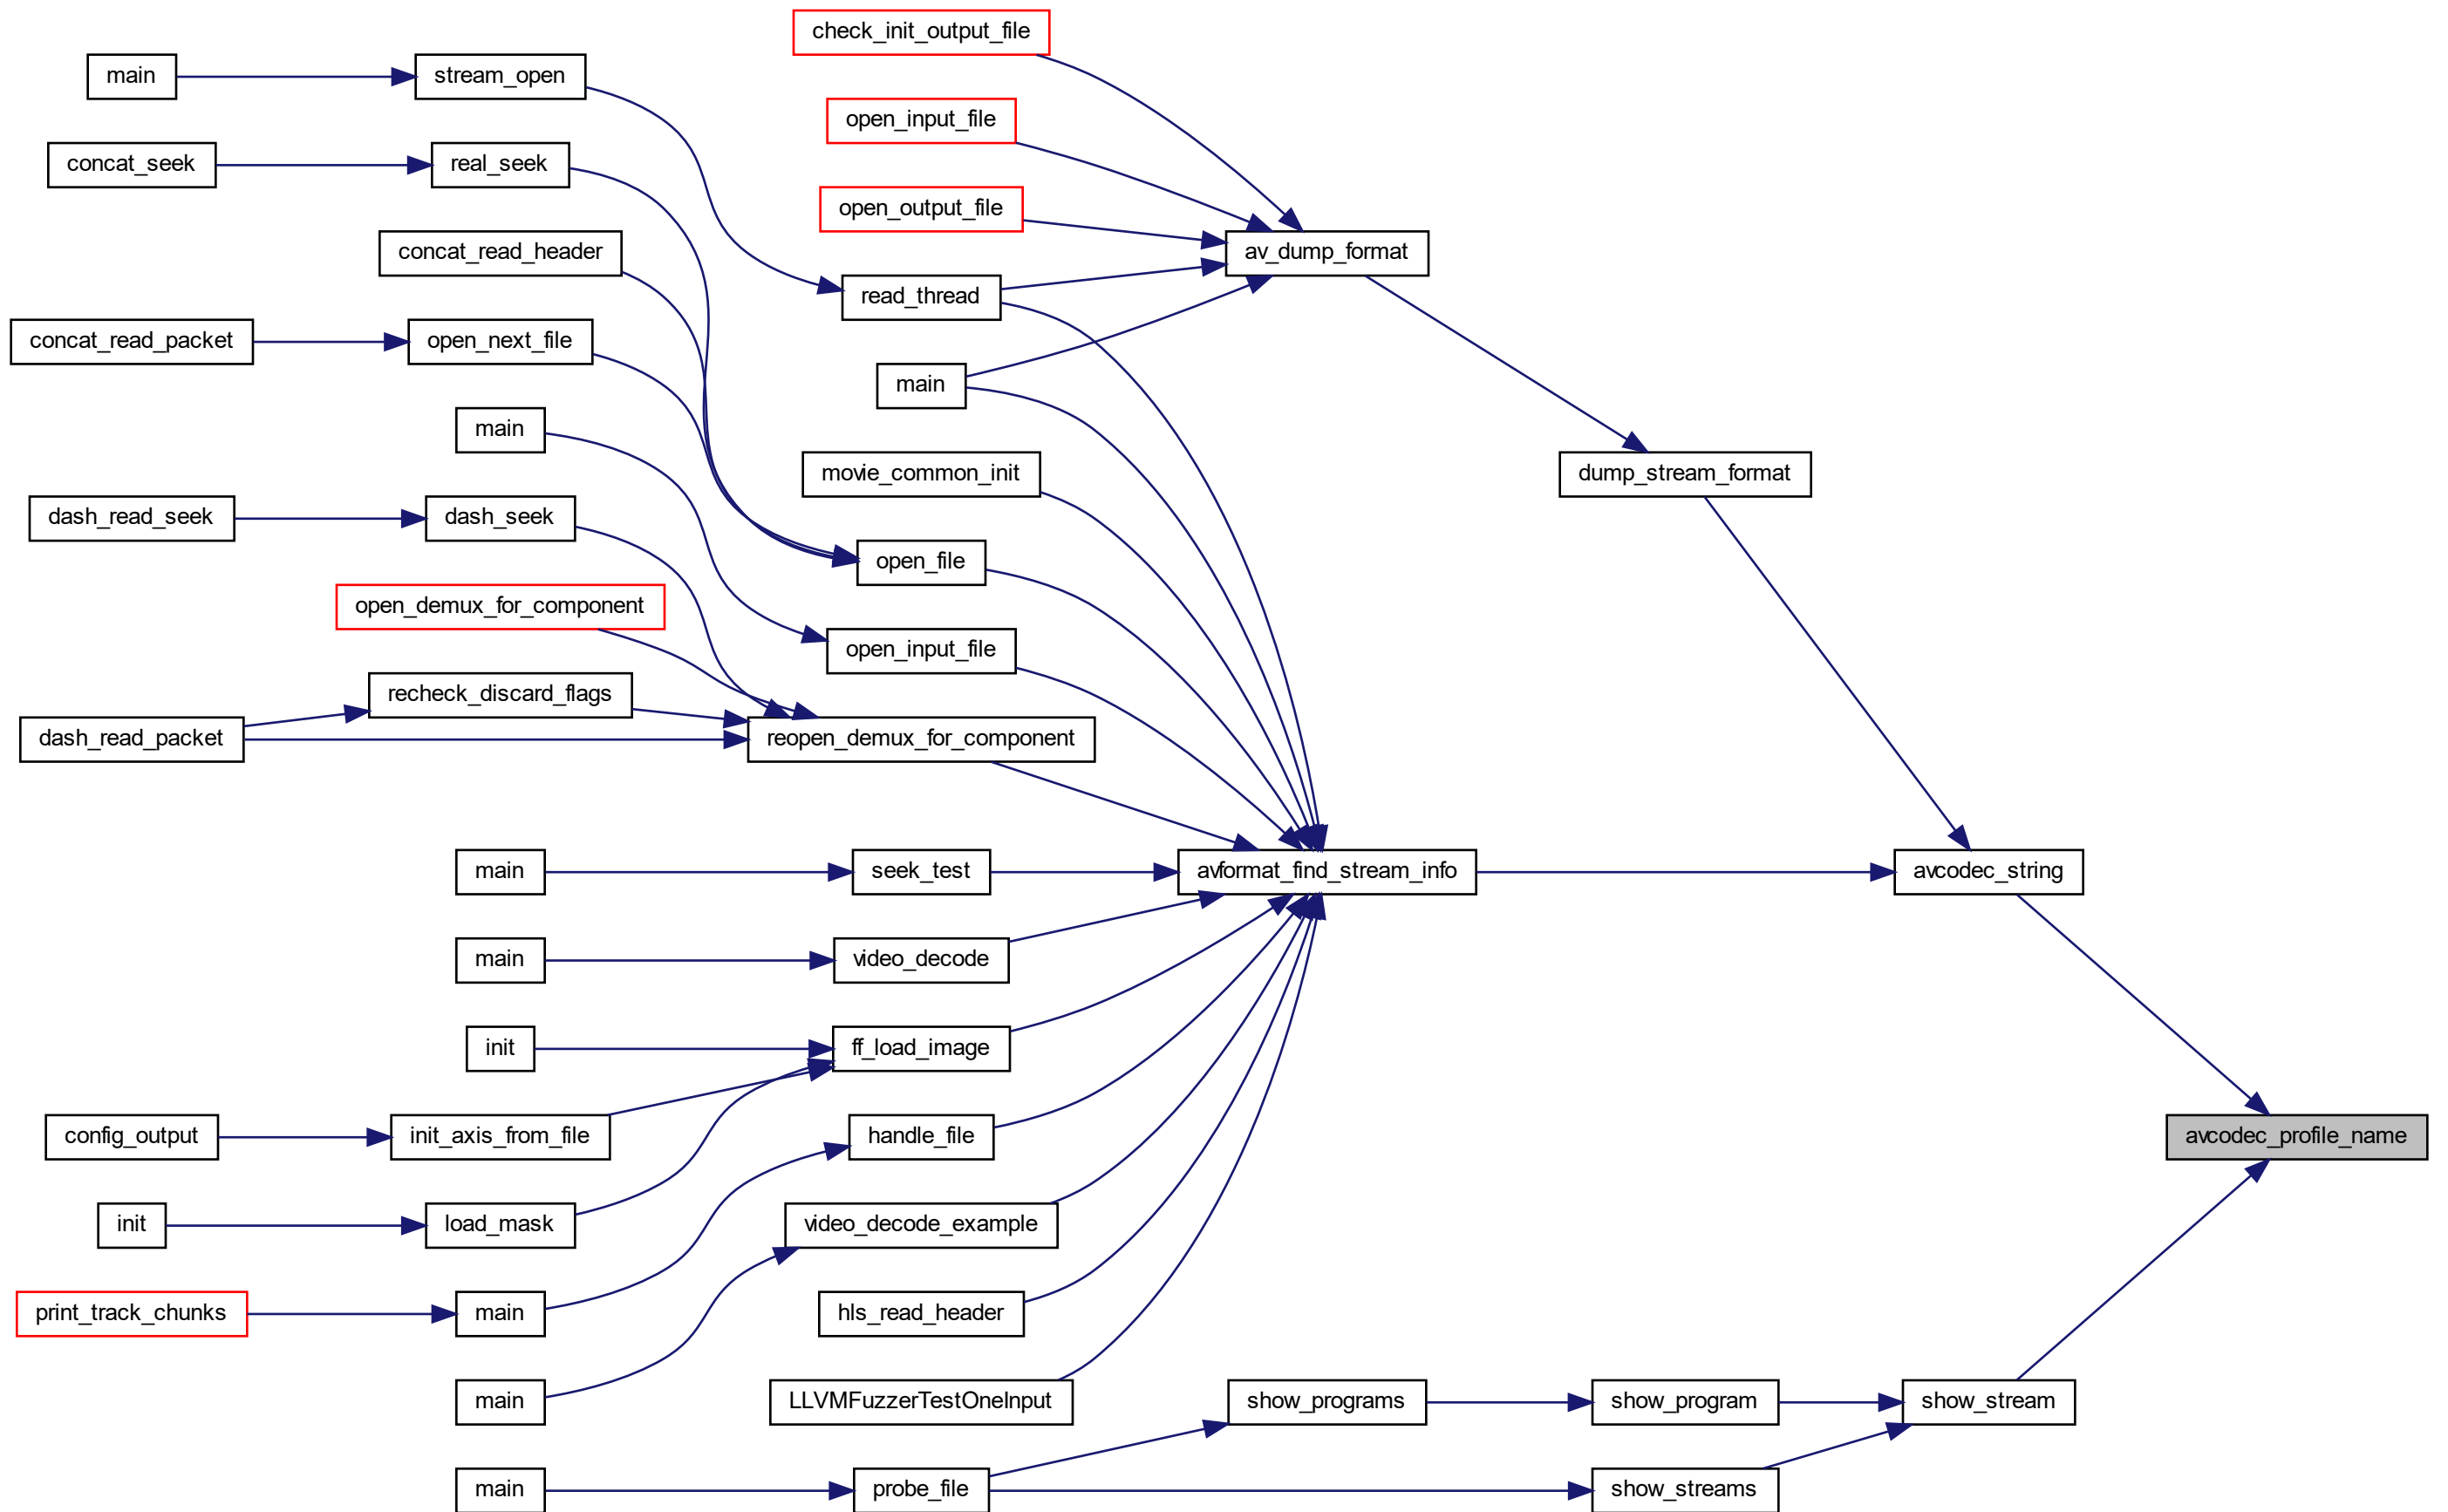 check_init_output_file
main
stream_open
open_input_file
concat_seek
real_seek
open_output_file
concat_read_header
av_dump_format
read_thread
concat_read_packet
open_next_file
main
main
movie_common_init
dump_stream_format
dash_read_seek
dash_seek
open_file
open_demux_for_component
open_input_file
recheck_discard_flags
dash_read_packet
reopen_demux_for_component
main
seek_test
avformat_find_stream_info
avcodec_string
main
video_decode
init
ff_load_image
config_output
init_axis_from_file
handle_file
avcodec_profile_name
init
load_mask
video_decode_example
print_track_chunks
main
hls_read_header
main
LLVMFuzzerTestOneInput
show_programs
show_program
show_stream
main
probe_file
show_streams